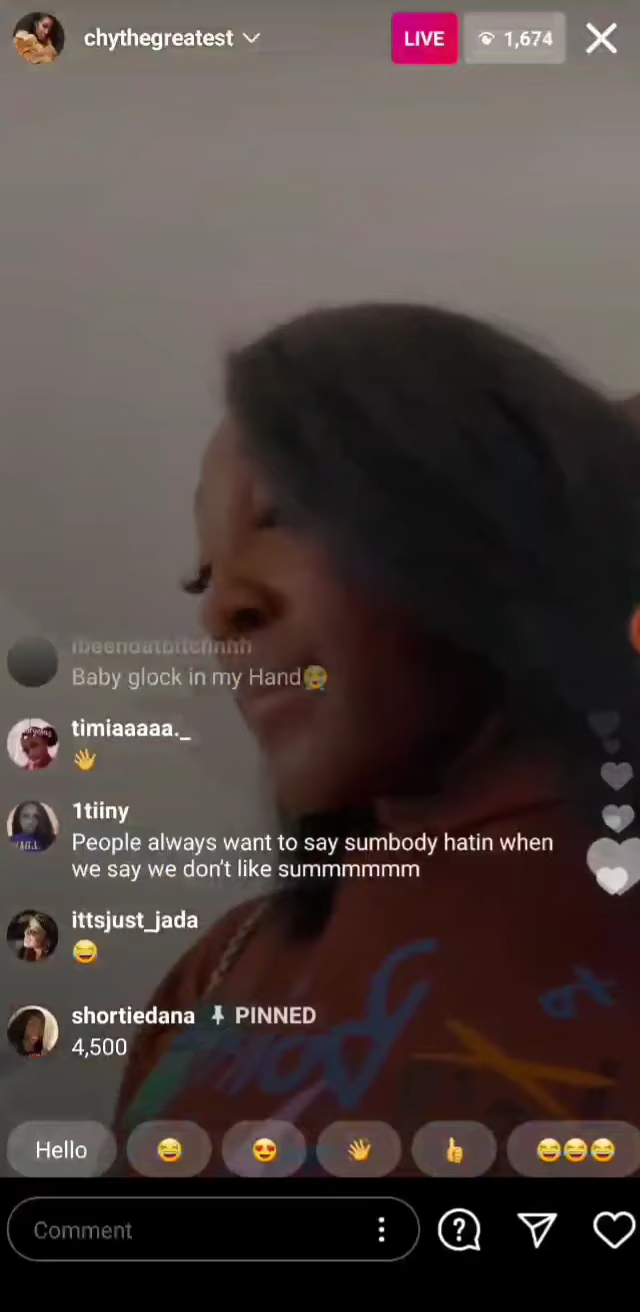 chythegreatest
LIVE
1,674
Baby glock in my Hand😭
timiaaaaa._
👋
1tiiny
People always want to say sumbody hatin when
we say we don't like summmmmm
ittsjust_jada
😂
shortiedana PINNED
4,500
Hello 😂 😍 👋 👍 😂😂😂
Comment